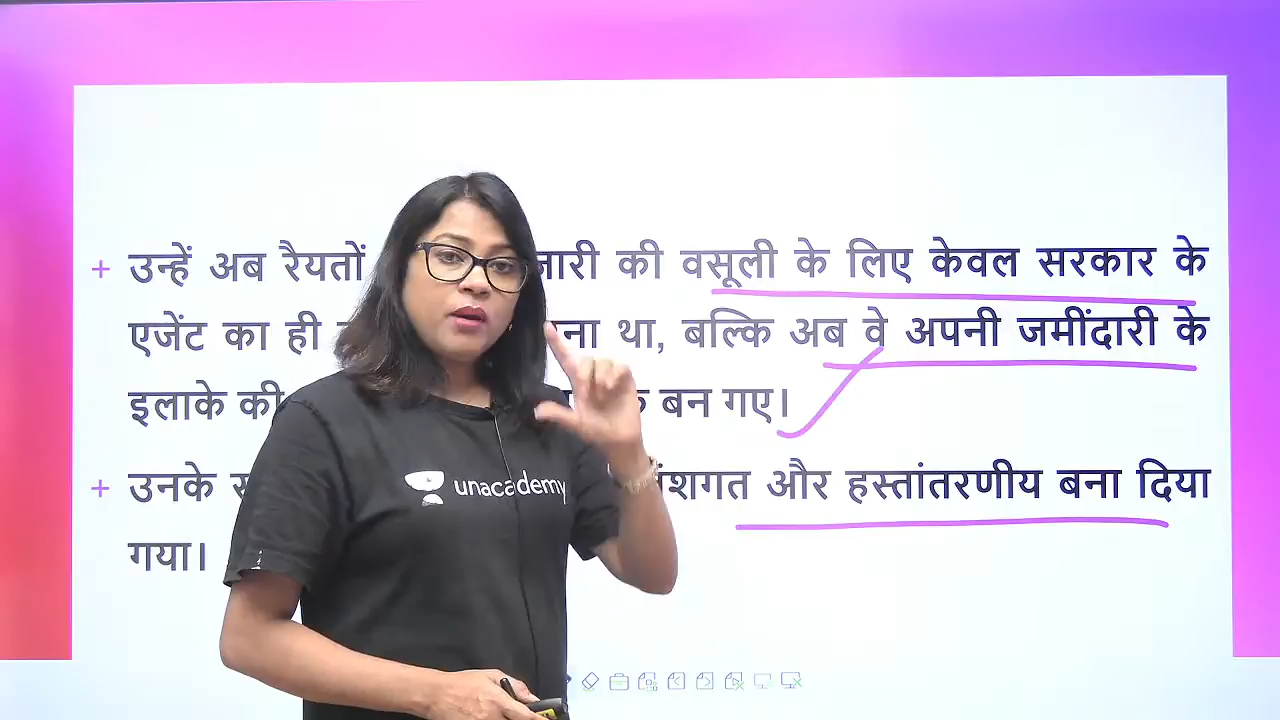 + उन्हें अब रैयतों की वसूली के लिए केवल सरकार के
एजेंट का ही था, बल्कि अब वे अपनी जमींदारी के
इलाके की बन गए।
+ उनके और हस्तांतरणीय बना दिया
गया।
unacademy